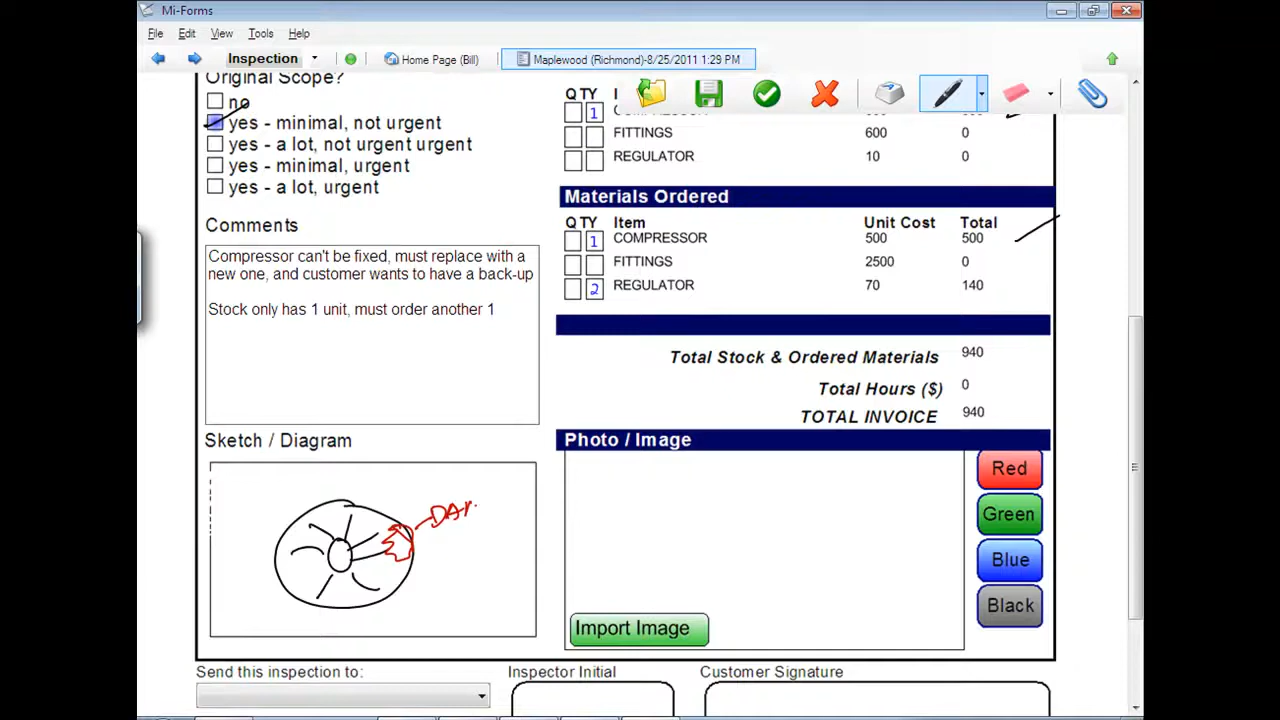 Mi-Forms
File Edit View Tools Help
Inspection Home Page (Bill) Maplewood (Richmond)-8/25/2011 1:29 PM
Original Scope?
no
yes - minimal, not urgent
yes - a lot, not urgent urgent
yes - minimal, urgent
yes - a lot, urgent
Comments
Compressor can't be fixed, must replace with a
new one, and customer wants to have a back-up
Stock only has 1 unit, must order another 1
Sketch / Diagram
QTY
1
FITTINGS 600 0
REGULATOR 10 0
Materials Ordered
QTY Item Unit Cost Total
1 COMPRESSOR 500 500
FITTINGS 2500 0
2 REGULATOR 70 140
Total Stock & Ordered Materials 940
Total Hours ($) 0
TOTAL INVOICE 940
Photo / Image
Red
Green
Blue
Black
Import Image
Send this inspection to:
Inspector Initial
Customer Signature